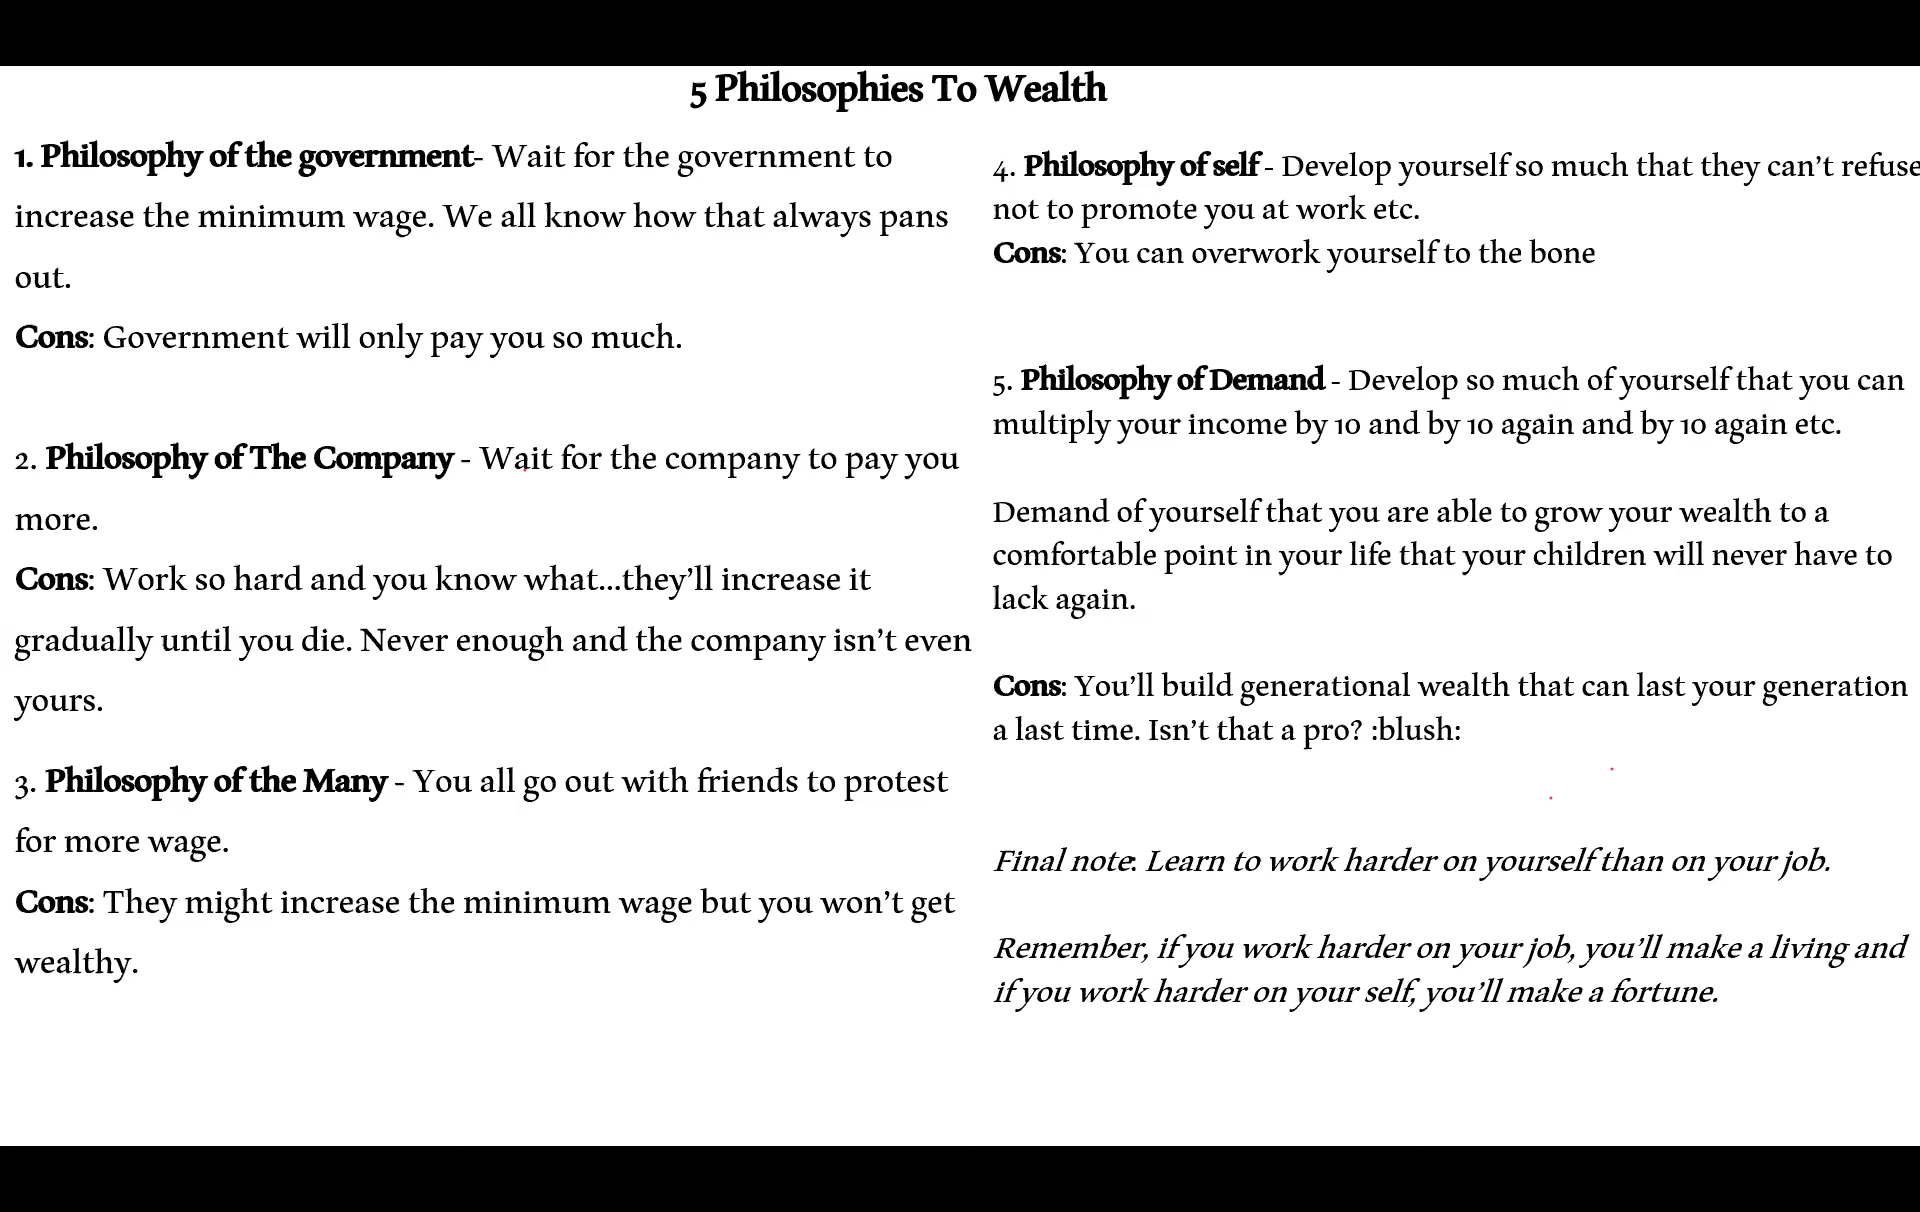 5 Philosophies To Wealth
1. Philosophy of the government- Wait for the government to
increase the minimum wage. We all know how that always pans
out.
Cons: Government will only pay you so much.
2. Philosophy of The Company - Wait for the company to pay you
more.
Cons: Work so hard and you know what...they’ll increase it
gradually until you die. Never enough and the company isn’t even
yours.
3. Philosophy of the Many - You all go out with friends to protest
for more wage.
Cons: They might increase the minimum wage but you won’t get
wealthy.
4. Philosophy of self - Develop yourself so much that they can’t refuse
not to promote you at work etc.
Cons: You can overwork yourself to the bone
5. Philosophy of Demand - Develop so much of yourself that you can
multiply your income by 10 and by 10 again and by 10 again etc.
Demand of yourself that you are able to grow your wealth to a
comfortable point in your life that your children will never have to
lack again.
Cons: You’ll build generational wealth that can last your generation
a last time. Isn’t that a pro? :blush:
Final note: Learn to work harder on yourself than on your job.
Remember, if you work harder on your job, you’ll make a living and
if you work harder on your self, you’ll make a fortune.